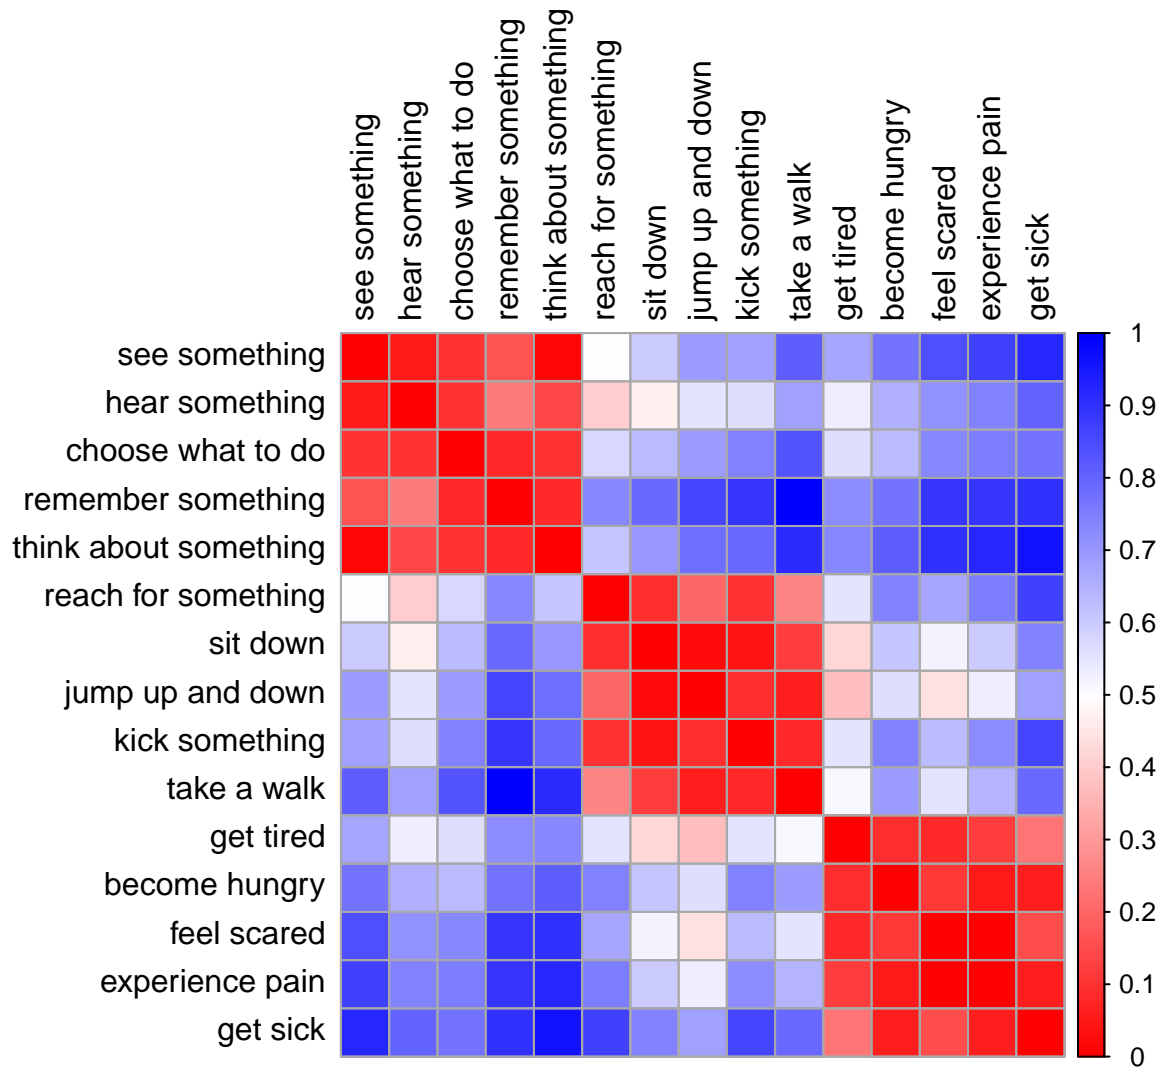 see something
hear something
choose what to do
remember something
think about something
reach for something
sit down
jump up and down
kick something
take a walk
get tired
become hungry
feel scared
experience pain
get sick
see something
hear something
choose what to do
remember something
think about something
reach for something
sit down
jump up and down
kick something
take a walk
get tired
become hungry
feel scared
experience pain
get sick
1
0.9
0.8
0.7
0.6
0.5
0.4
0.3
0.2
0.1
0